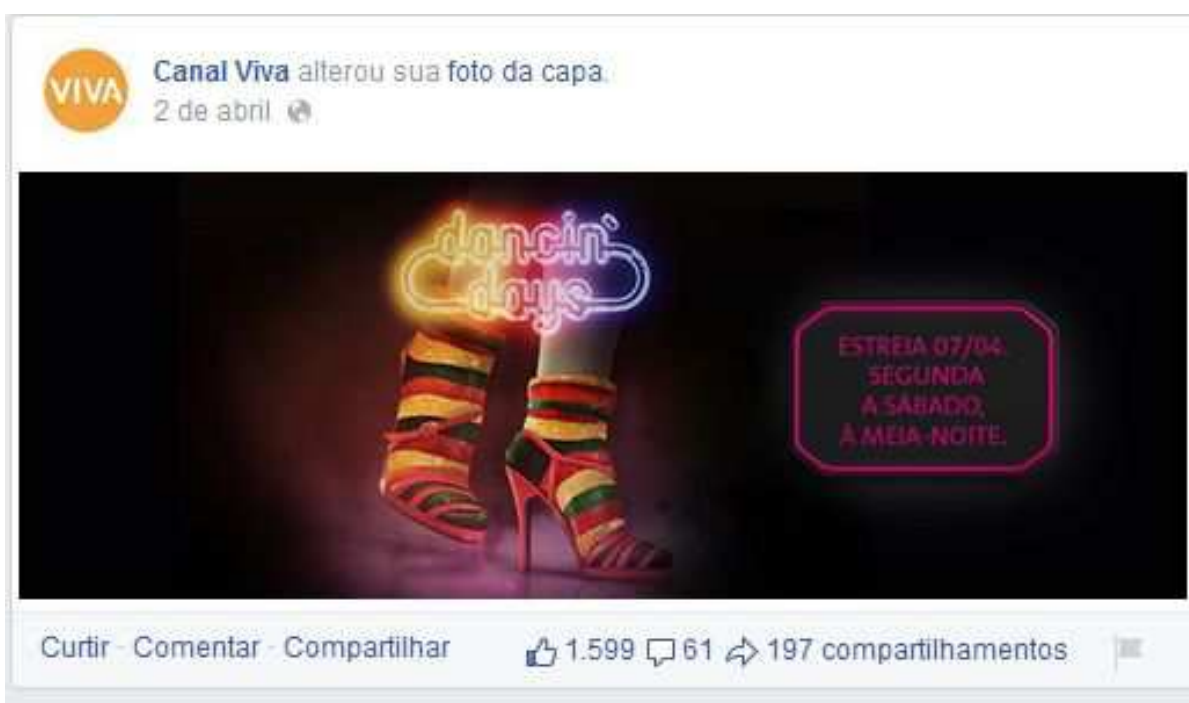 VIVA
Canal Viva alterou sua foto da capa.
2 de abril
dancin'
days
ESTREIA 07/04.
SEGUNDA
A SÁBADO,
À MEIA-NOITE.
Curtir · Comentar · Compartilhar 1.599 61 197 compartilhamentos